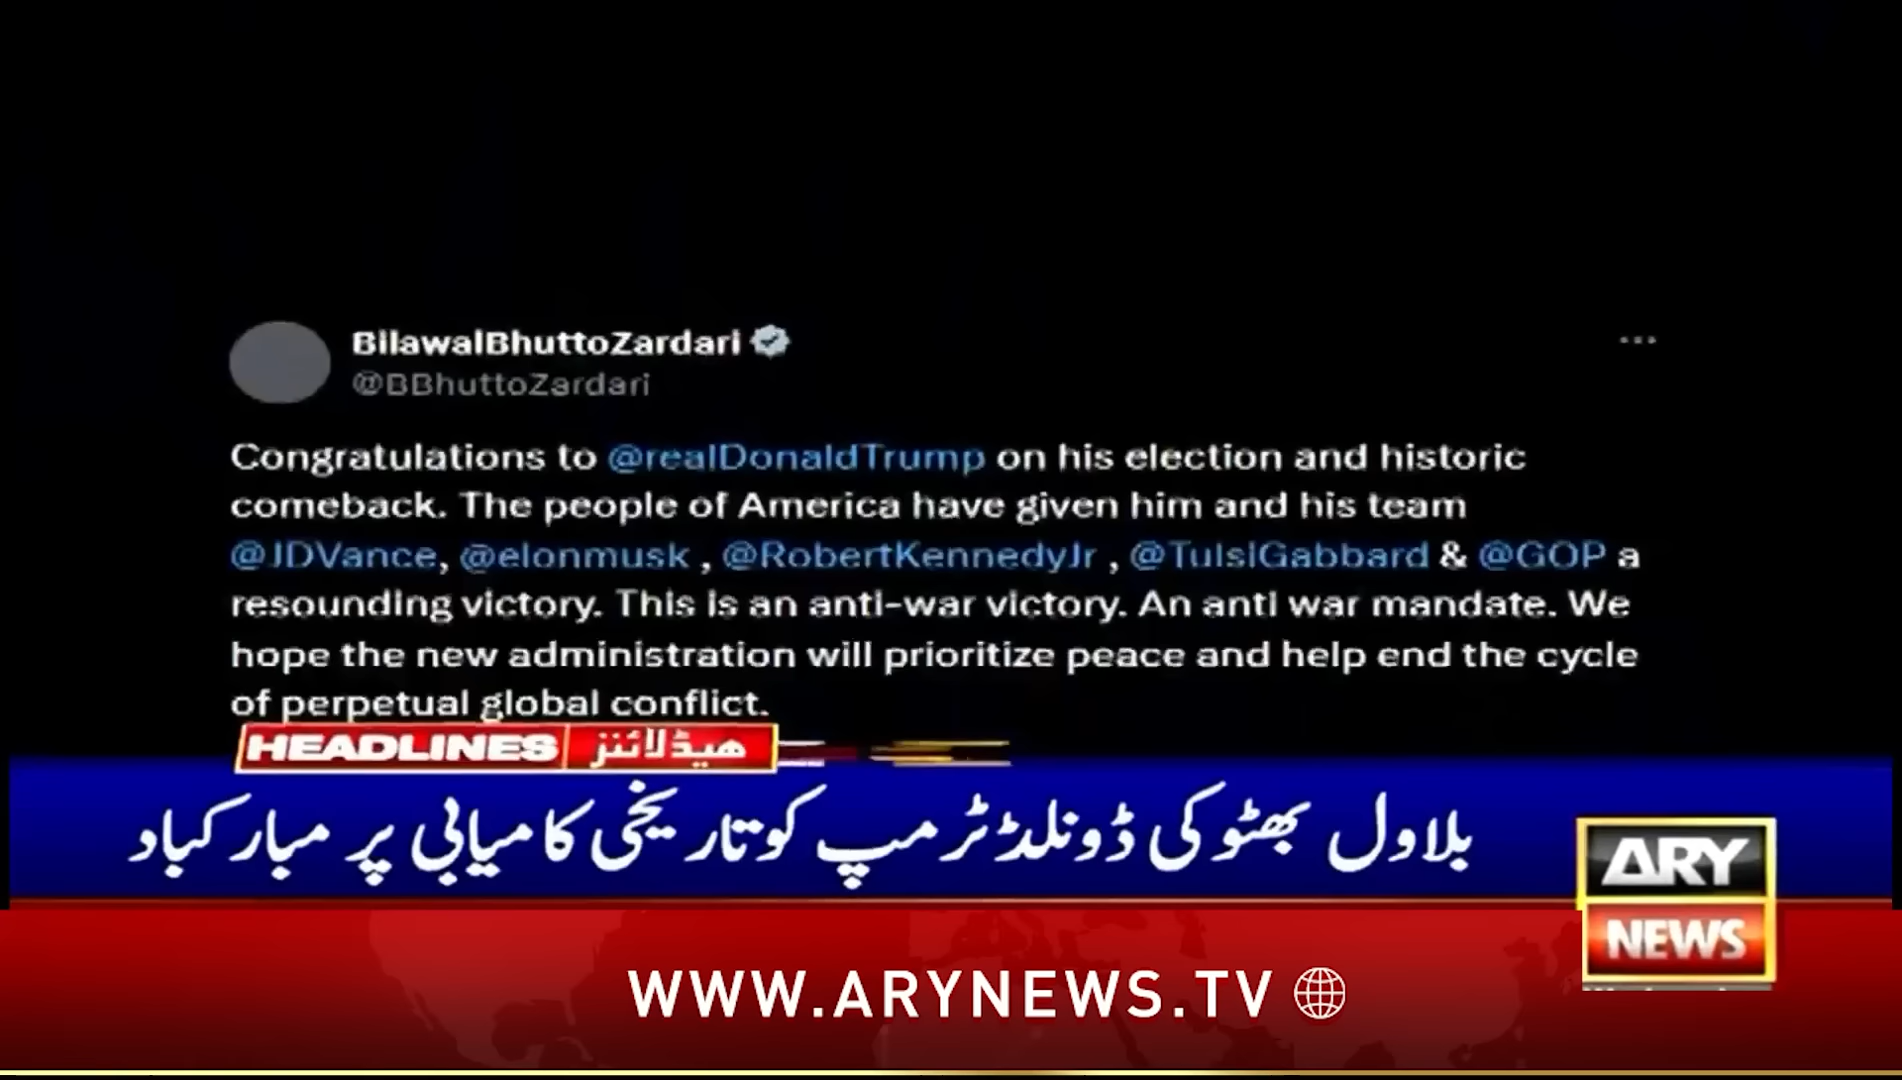 BilawalBhuttoZardari
@BBhuttoZardari
Congratulations to @realDonaldTrump on his election and historic
comeback. The people of America have given him and his team
@JDVance, @elonmusk , @RobertKennedyJr , @TulsiGabbard & @GOP a
resounding victory. This is an anti-war victory. An anti war mandate. We
hope the new administration will prioritize peace and help end the cycle
of perpetual global conflict.
HEADLINES ہیڈلائنز
بلاول بھٹو کی ڈونلڈ ٹرمپ کو تاریخی کامیابی پر مبارکباد
ARY
NEWS
WWW.ARYNEWS.TV